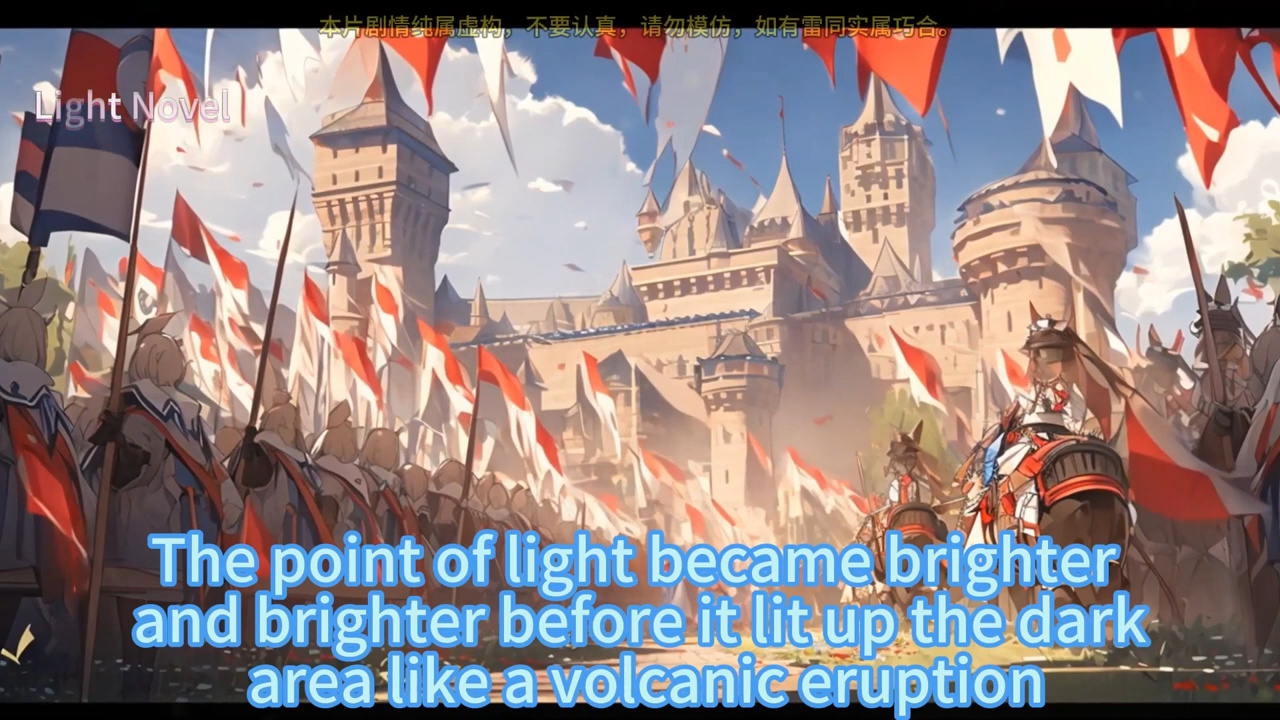 本片剧情纯属虚构，不要认真，请勿模仿，如有雷同实属巧合。
Light Novel
The point of light became brighter
and brighter before it lit up the dark
area like a volcanic eruption